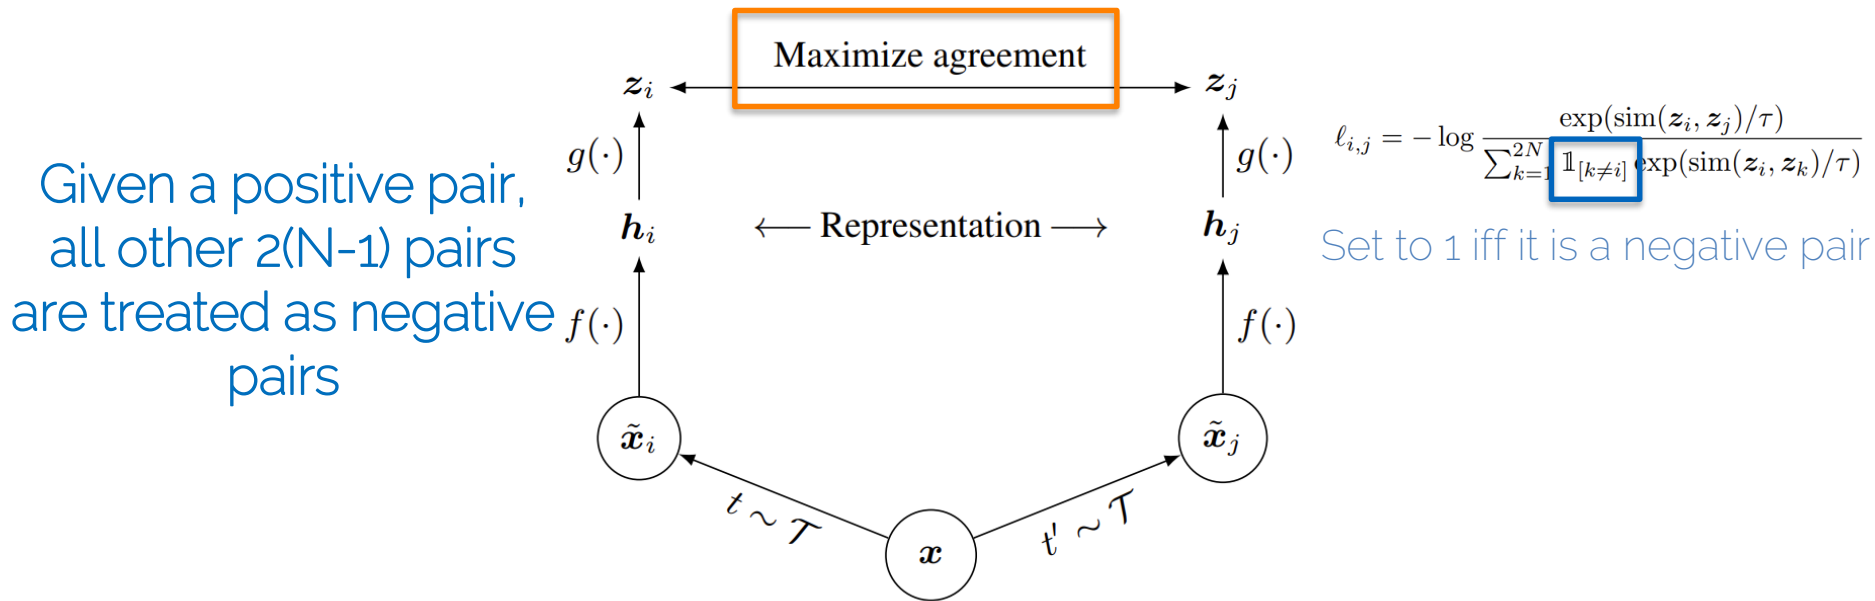 Maximize agreement
z_i z_j
g(·) g(·)
h_i ← Representation → h_j
f(·) f(·)
x̃_i x̃_j
t ~ 𝒯 t' ~ 𝒯
x
Given a positive pair,
all other 2(N-1) pairs
are treated as negative
pairs
ℓ_{i,j} = − log exp(sim(z_i, z_j)/τ) / ∑_{k=1}^{2N} 𝟙_{[k≠i]} exp(sim(z_i, z_k)/τ)
Set to 1 iff it is a negative pair